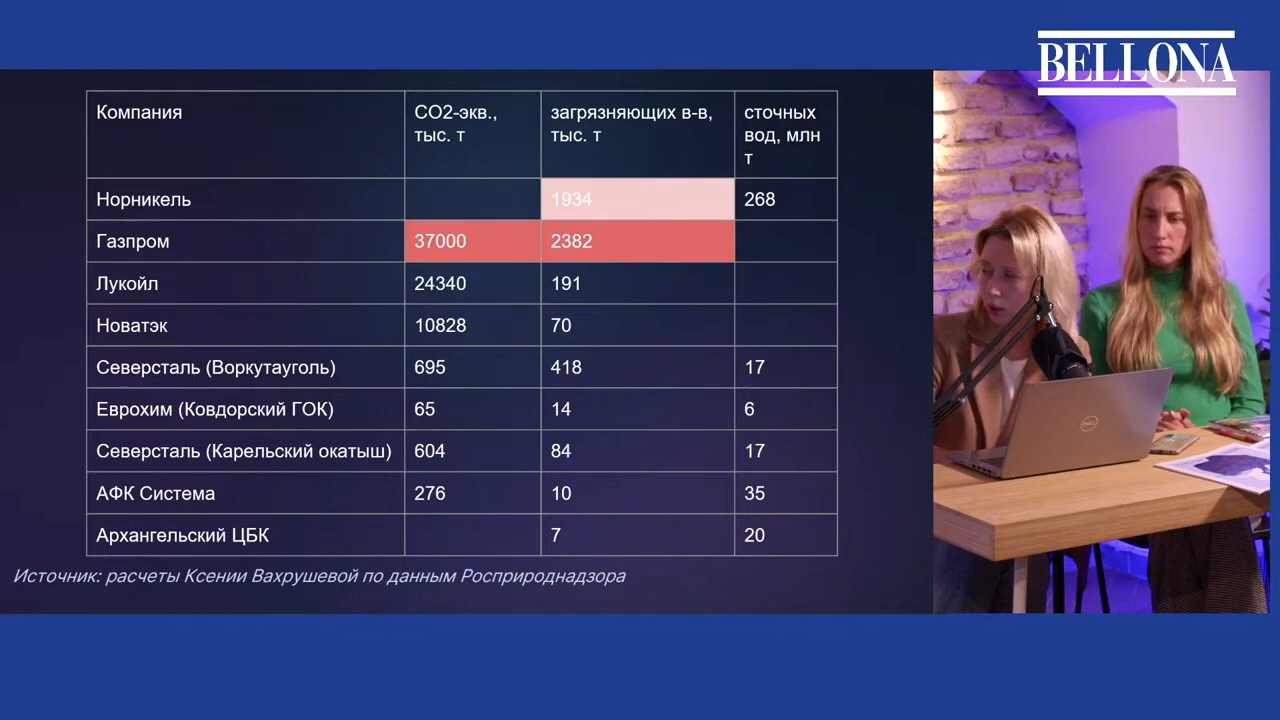 BELLONA
Компания CO2-экв., тыс. т загрязняющих в-в, тыс. т сточных вод, млн т
Норникель 1934 268
Газпром 37000 2382
Лукойл 24340 191
Новатэк 10828 70
Северсталь (Воркутауголь) 695 418 17
Еврохим (Ковдорский ГОК) 65 14 6
Северсталь (Карельский окатыш) 604 84 17
АФК Система 276 10 35
Архангельский ЦБК 7 20
Источник: расчеты Ксении Вахрушевой по данным Росприроднадзора
DELL